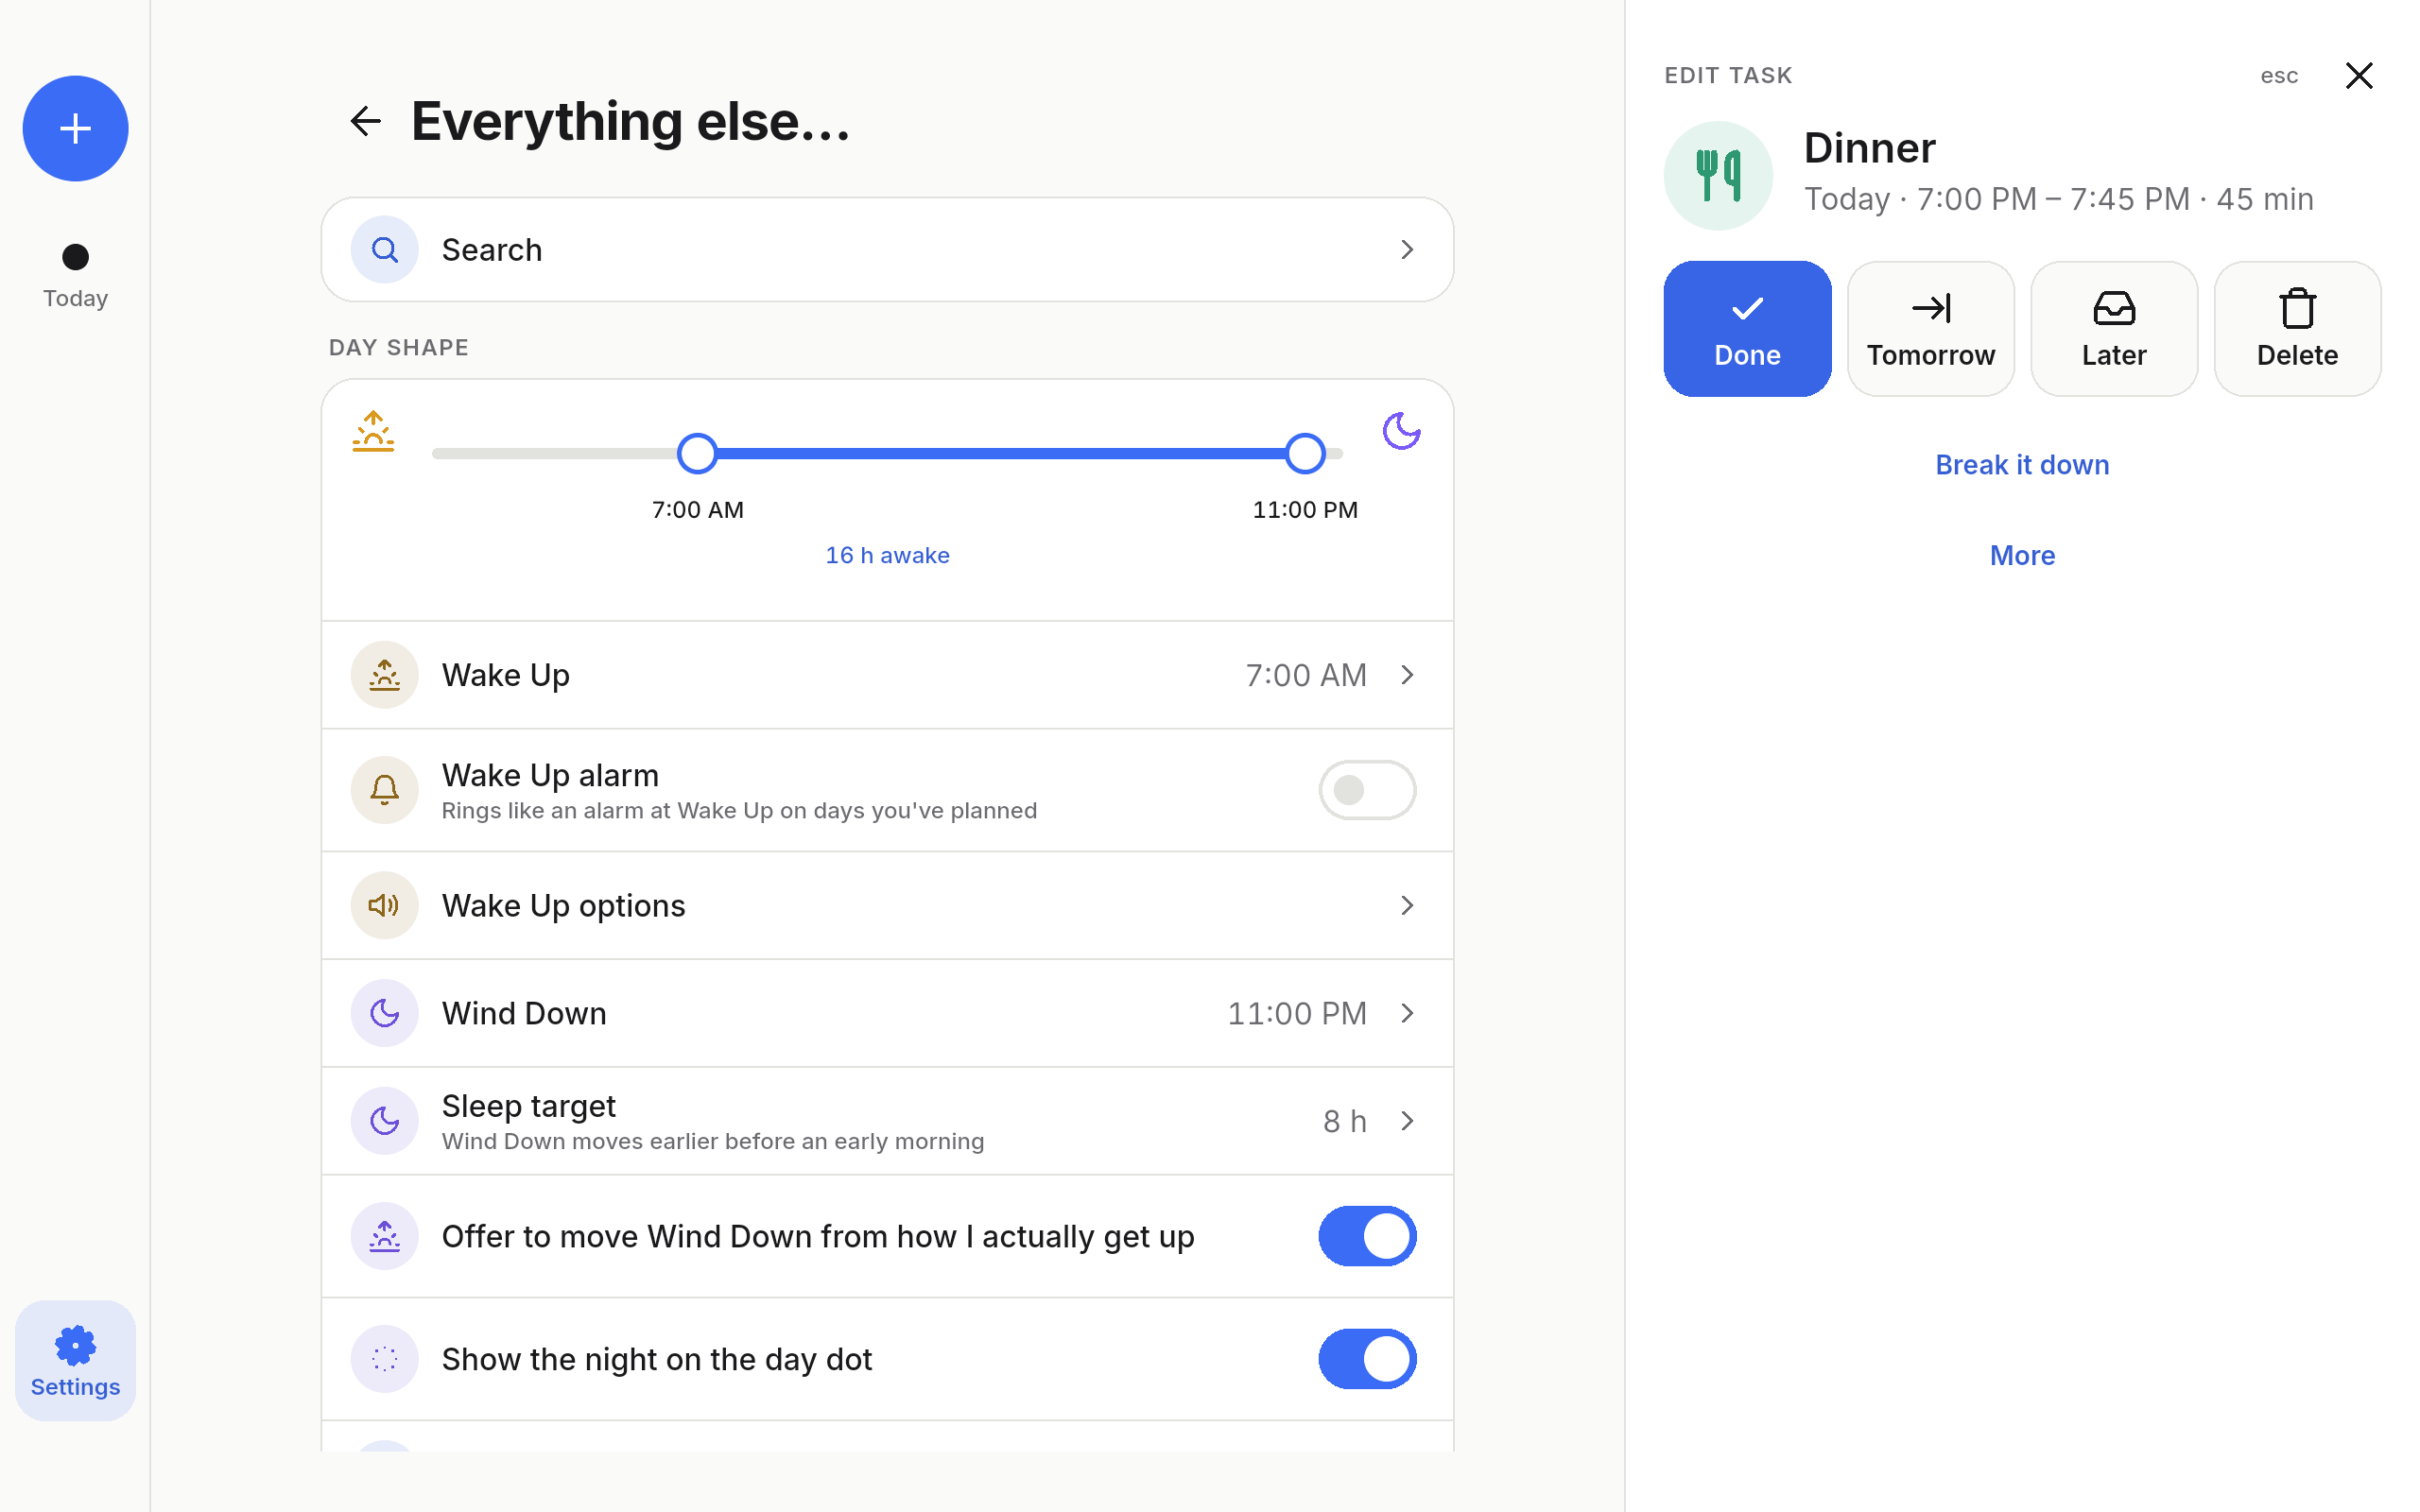 Today
Settings
Everything else...
Search
DAY SHAPE
7:00 AM
11:00 PM
16 h awake
Wake Up
7:00 AM
Wake Up alarm
Rings like an alarm at Wake Up on days you've planned
Wake Up options
Wind Down
11:00 PM
Sleep target
Wind Down moves earlier before an early morning
8 h
Offer to move Wind Down from how I actually get up
Show the night on the day dot
EDIT TASK
esc
Dinner
Today · 7:00 PM – 7:45 PM · 45 min
Done
Tomorrow
Later
Delete
Break it down
More